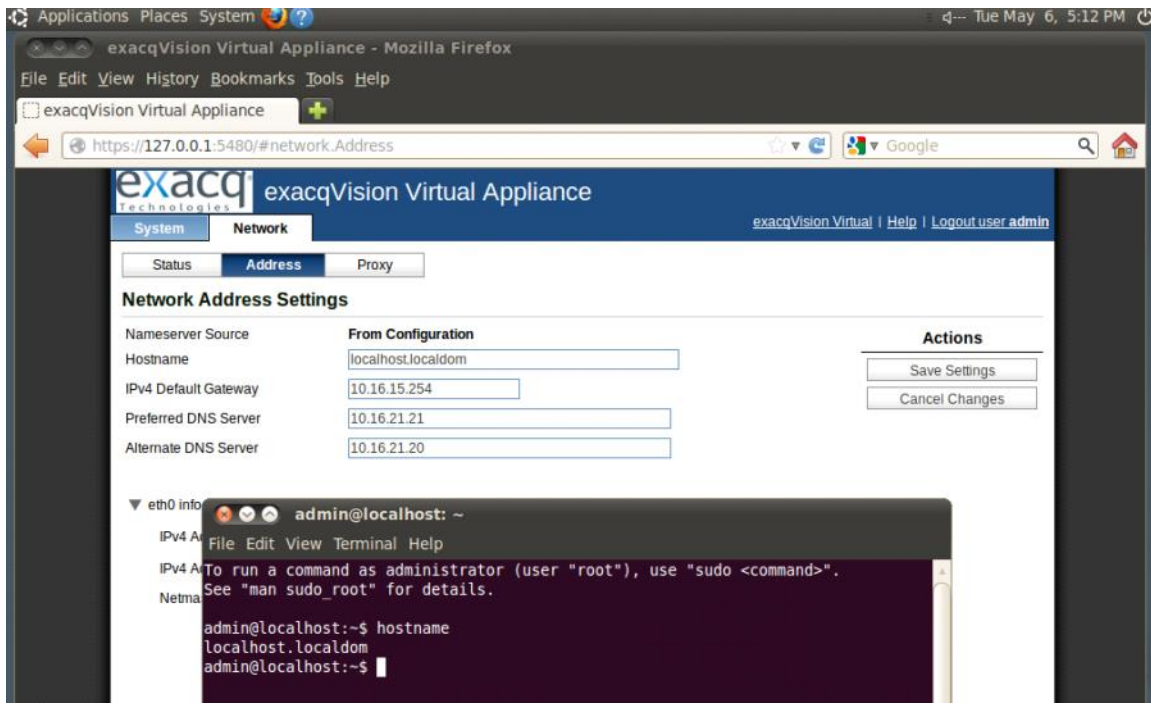 Applications Places System
Tue May 6, 5:12 PM
exacqVision Virtual Appliance - Mozilla Firefox
File Edit View History Bookmarks Tools Help
exacqVision Virtual Appliance
https://127.0.0.1:5480/#network.Address
Google
exacq
Technologies
exacqVision Virtual Appliance
System Network
exacqVision Virtual | Help | Logout user admin
Status Address Proxy
Network Address Settings
Nameserver Source From Configuration
Actions
Hostname localhost.localdom
Save Settings
IPv4 Default Gateway 10.16.15.254
Cancel Changes
Preferred DNS Server 10.16.21.21
Alternate DNS Server 10.16.21.20
eth0 info
IPv4 A
IPv4 A
Netma
admin@localhost: ~
File Edit View Terminal Help
To run a command as administrator (user "root"), use "sudo <command>".
See "man sudo_root" for details.
admin@localhost:~$ hostname
localhost.localdom
admin@localhost:~$